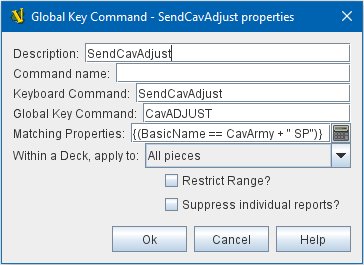 Global Key Command - SendCavAdjust properties
Description: SendCavAdjust
Command name:
Keyboard Command: SendCavAdjust
Global Key Command: CavADJUST
Matching Properties: {(BasicName == CavArmy + " SP")}
Within a Deck, apply to: All pieces
Restrict Range?
Suppress individual reports?
Ok Cancel Help